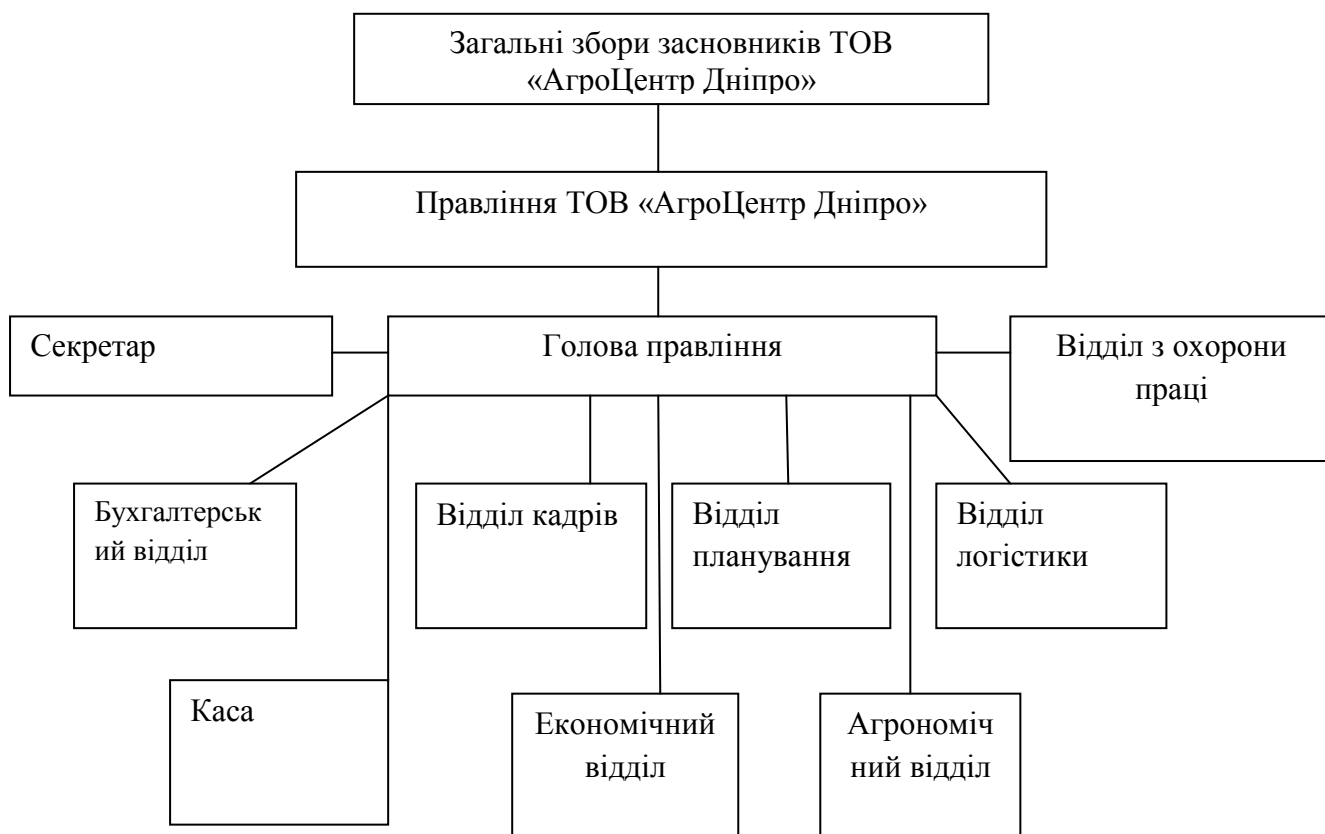 Загальні збори засновників ТОВ
«АгроЦентр Дніпро»
Правління ТОВ «АгроЦентр Дніпро»
Секретар
Голова правління
Відділ з охорони
праці
Бухгалтерськ
ий відділ
Відділ кадрів
Відділ
планування
Відділ
логістики
Каса
Економічний
відділ
Агрономіч
ний відділ